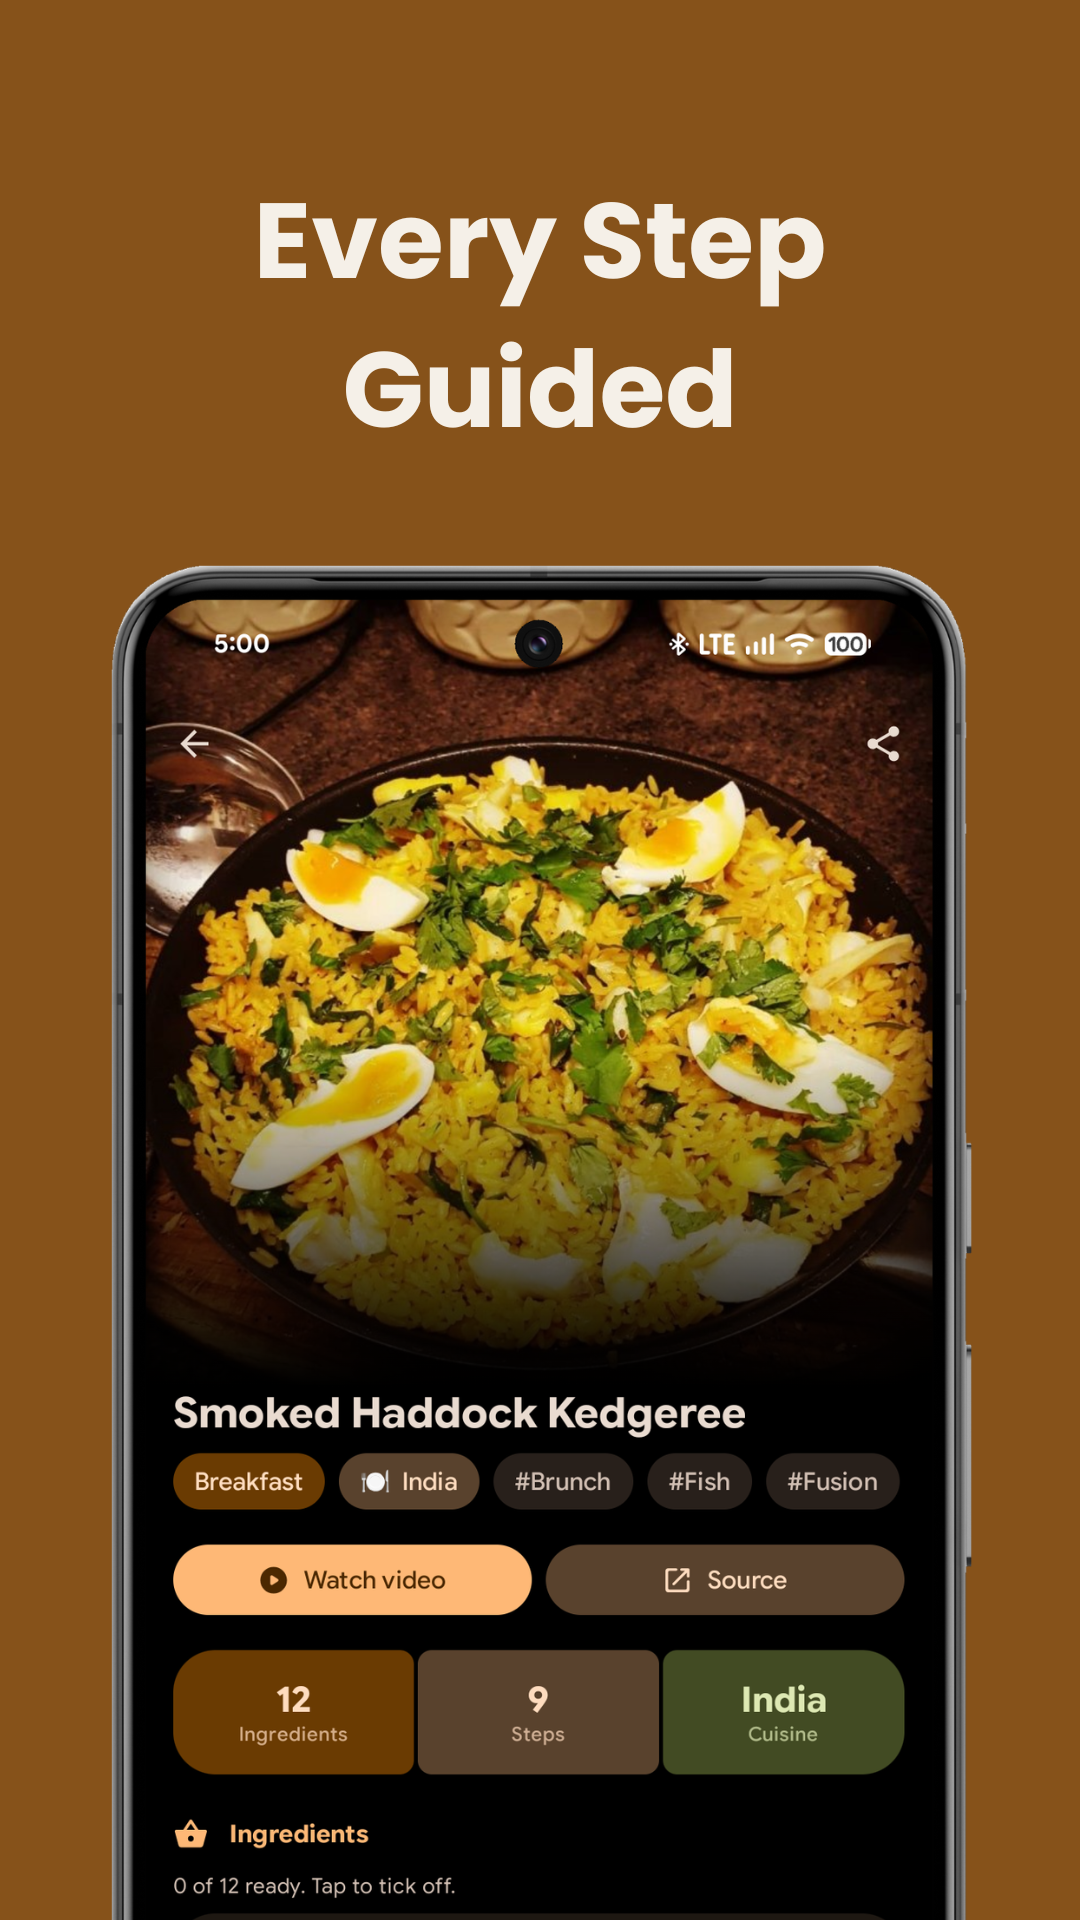 Every Step
Guided
5:00
LTE 100
Smoked Haddock Kedgeree
Breakfast India #Brunch #Fish #Fusion
Watch video Source
12 9 India
Ingredients Steps Cuisine
Ingredients
0 of 12 ready. Tap to tick off.